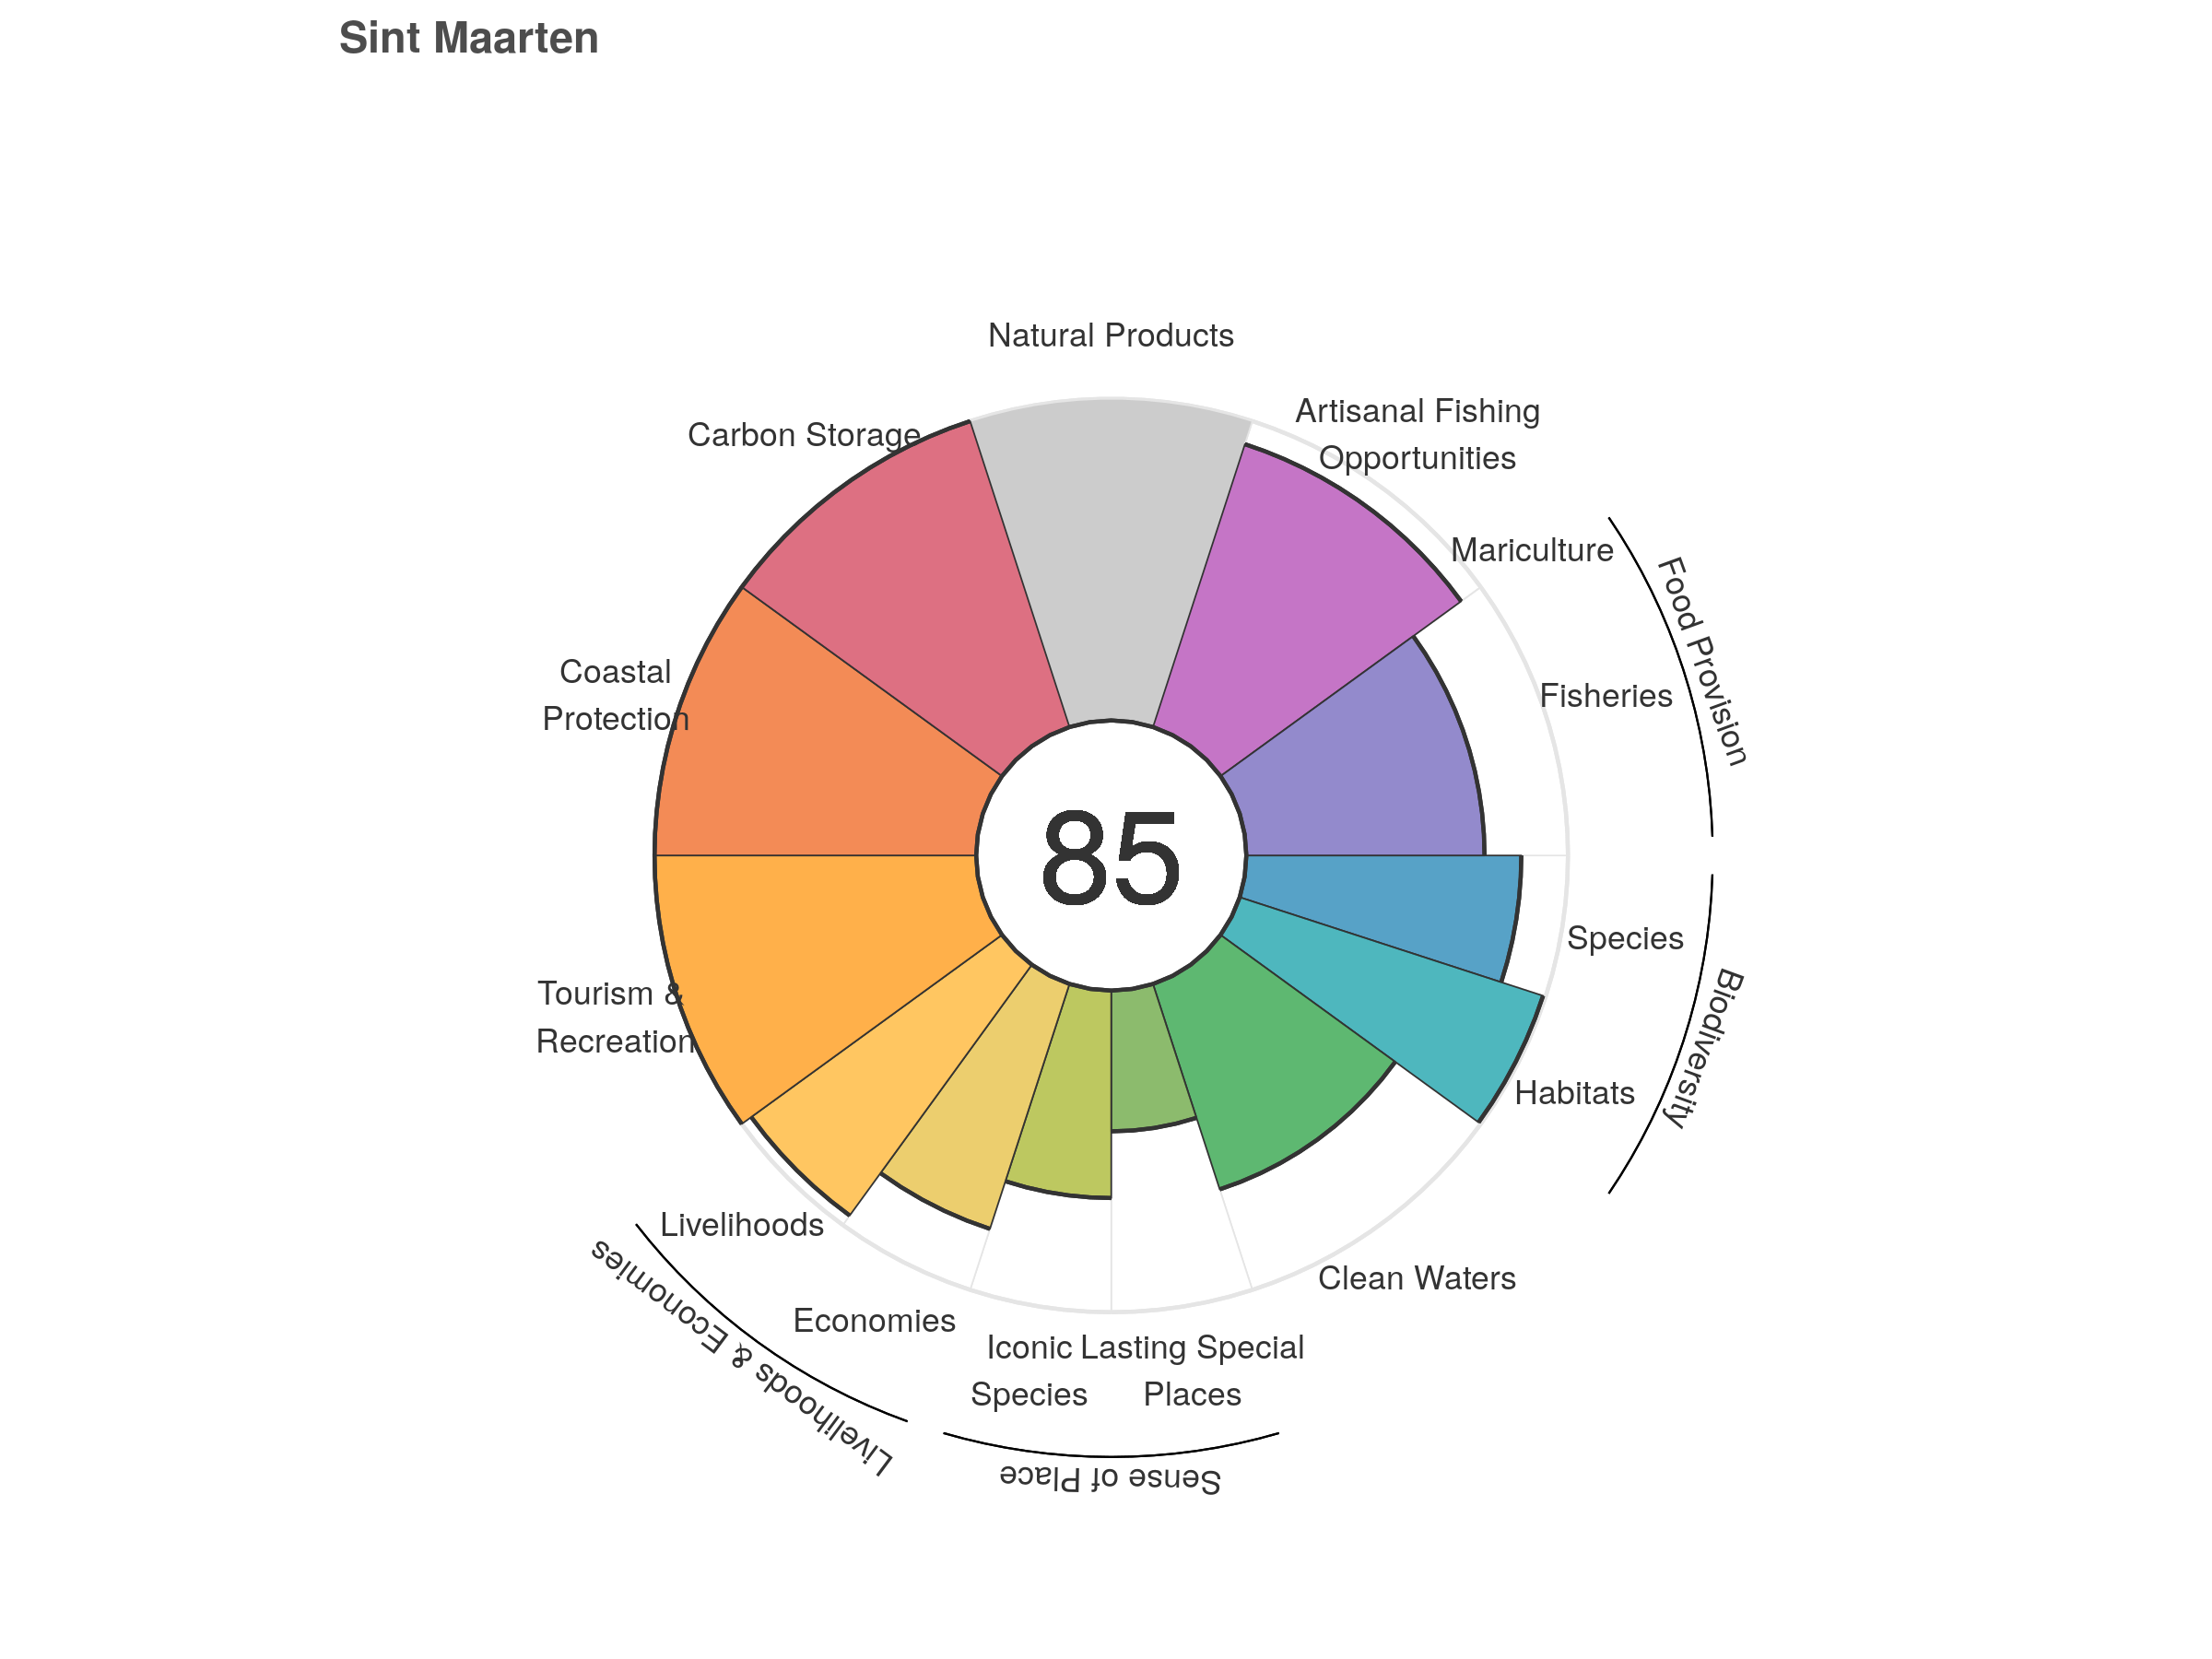 Sint Maarten
Natural Products
Artisanal Fishing
Opportunities
Carbon Storage
Mariculture
Food Provision
Fisheries
Coastal
Protection
85
Species
Biodiversity
Tourism &
Recreation
Habitats
Livelihoods
Clean Waters
Livelihoods & Economies
Economies
Iconic
Species
Lasting Special
Places
Sense of Place